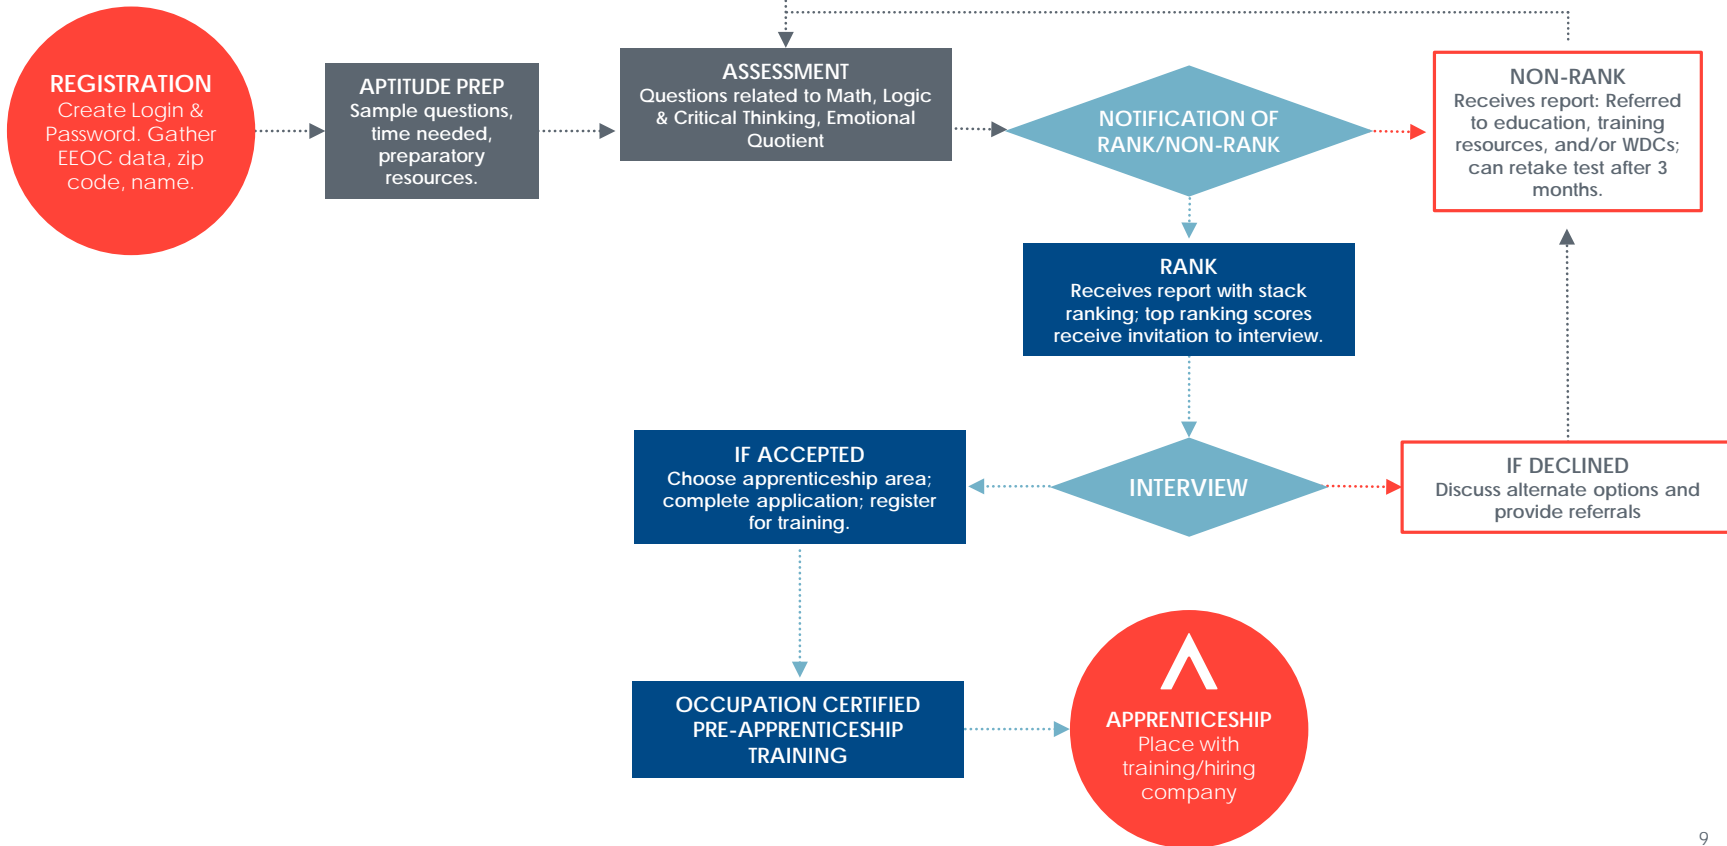 REGISTRATION
Create Login &
Password. Gather
EEOC data, zip
code, name.
APTITUDE PREP
Sample questions,
time needed,
preparatory
resources.
ASSESSMENT
Questions related to Math, Logic
& Critical Thinking, Emotional
Quotient
NOTIFICATION OF
RANK/NON-RANK
NON-RANK
Receives report: Referred
to education, training
resources, and/or WDCs;
can retake test after 3
months.
RANK
Receives report with stack
ranking; top ranking scores
receive invitation to interview.
IF ACCEPTED
Choose apprenticeship area;
complete application; register
for training.
INTERVIEW
IF DECLINED
Discuss alternate options and
provide referrals
OCCUPATION CERTIFIED
PRE-APPRENTICESHIP
TRAINING
APPRENTICESHIP
Place with
training/hiring
company
9